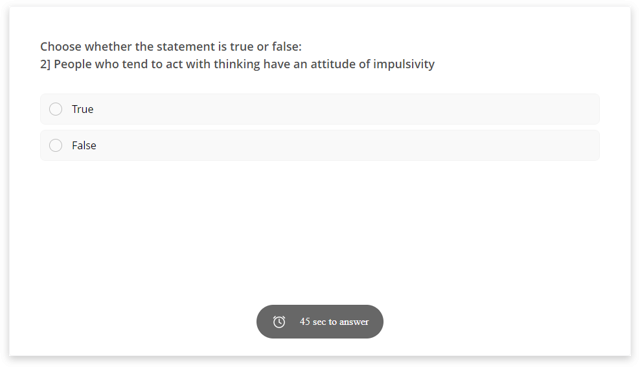 Choose whether the statement is true or false:
2] People who tend to act with thinking have an attitude of impulsivity
True
False
45 sec to answer